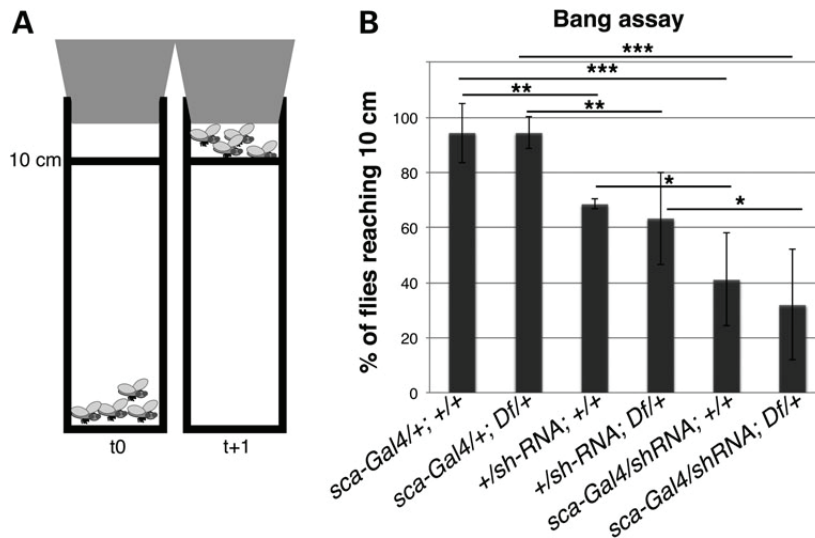 A
10 cm
t0
t+1
B
Bang assay
% of flies reaching 10 cm
100
80
60
40
20
0
***
***
**
**
*
*
sca-Gal4/+; +/+
sca-Gal4/+; Df/+
+/sh-RNA; +/+
+/sh-RNA; Df/+
sca-Gal4/shRNA; +/+
sca-Gal4/shRNA; Df/+